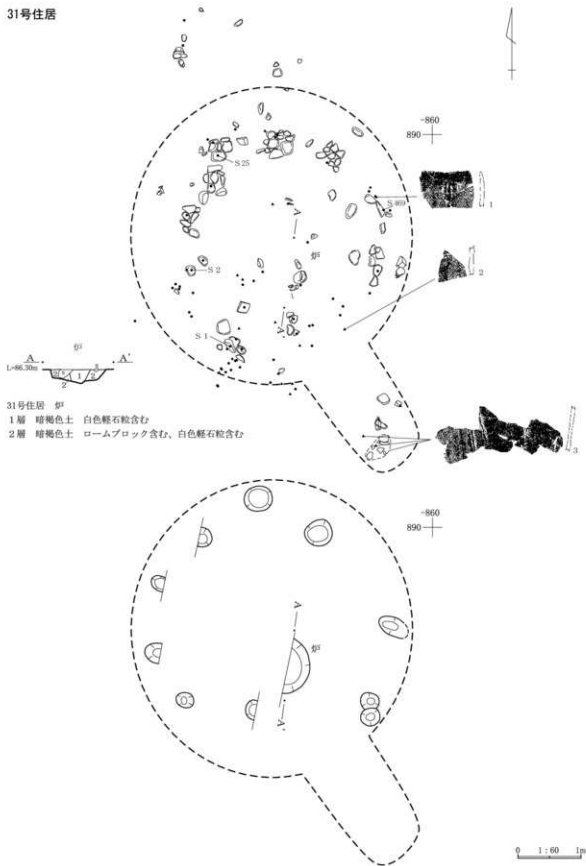 31号住居
-860
890
S 25
S 469
1
2
炉
S 2
A
A'
S 1
炉
A A'
L=86.30m
1 2
2
3
31号住居 炉
1層 暗褐色土 白色軽石粒含む
2層 暗褐色土 ロームブロック含む、白色軽石粒含む
-860
890
A
炉
A'
0 1:60 1m